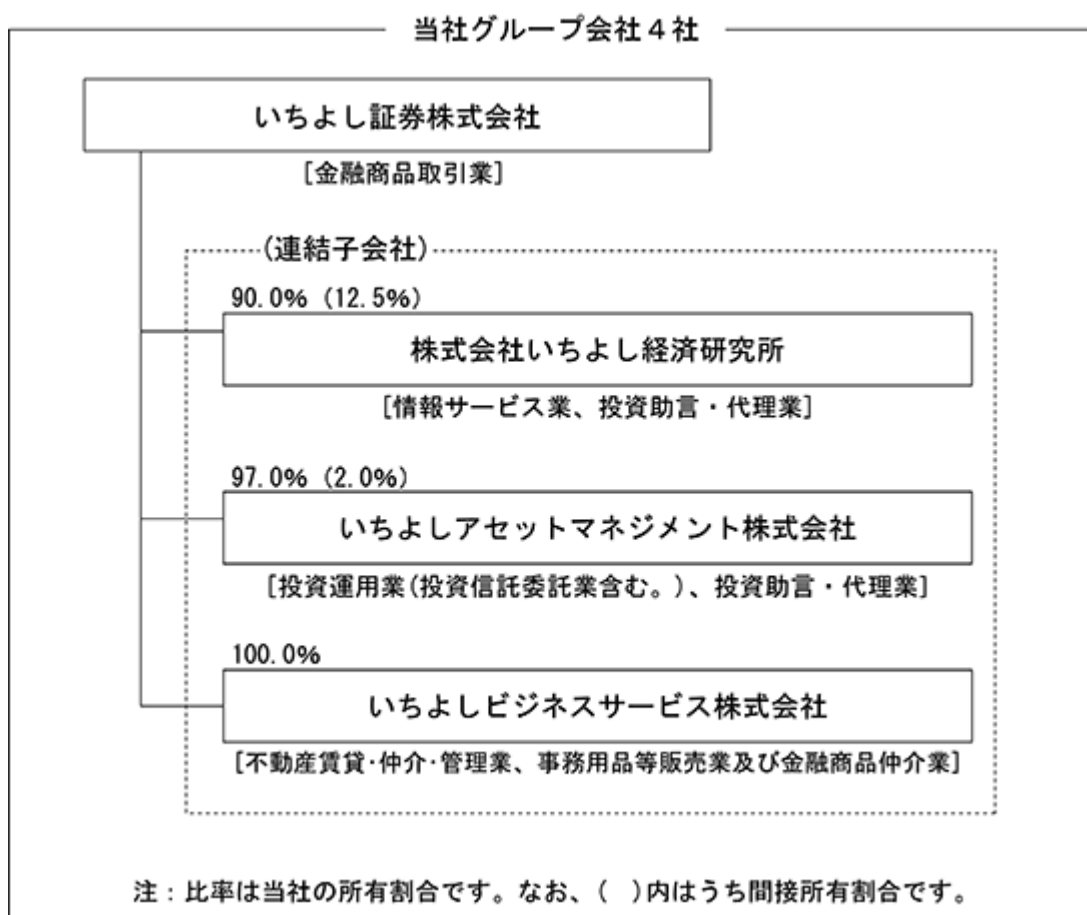 当社グループ会社４社
いちよし証券株式会社
[金融商品取引業]
(連結子会社)
90.0% (12.5%)
株式会社いちよし経済研究所
[情報サービス業、投資助言・代理業]
97.0% (2.0%)
いちよしアセットマネジメント株式会社
[投資運用業(投資信託委託業含む。)、投資助言・代理業]
100.0%
いちよしビジネスサービス株式会社
[不動産賃貸･仲介･管理業、事務用品等販売業及び金融商品仲介業]
注：比率は当社の所有割合です。なお、(　)内はうち間接所有割合です。